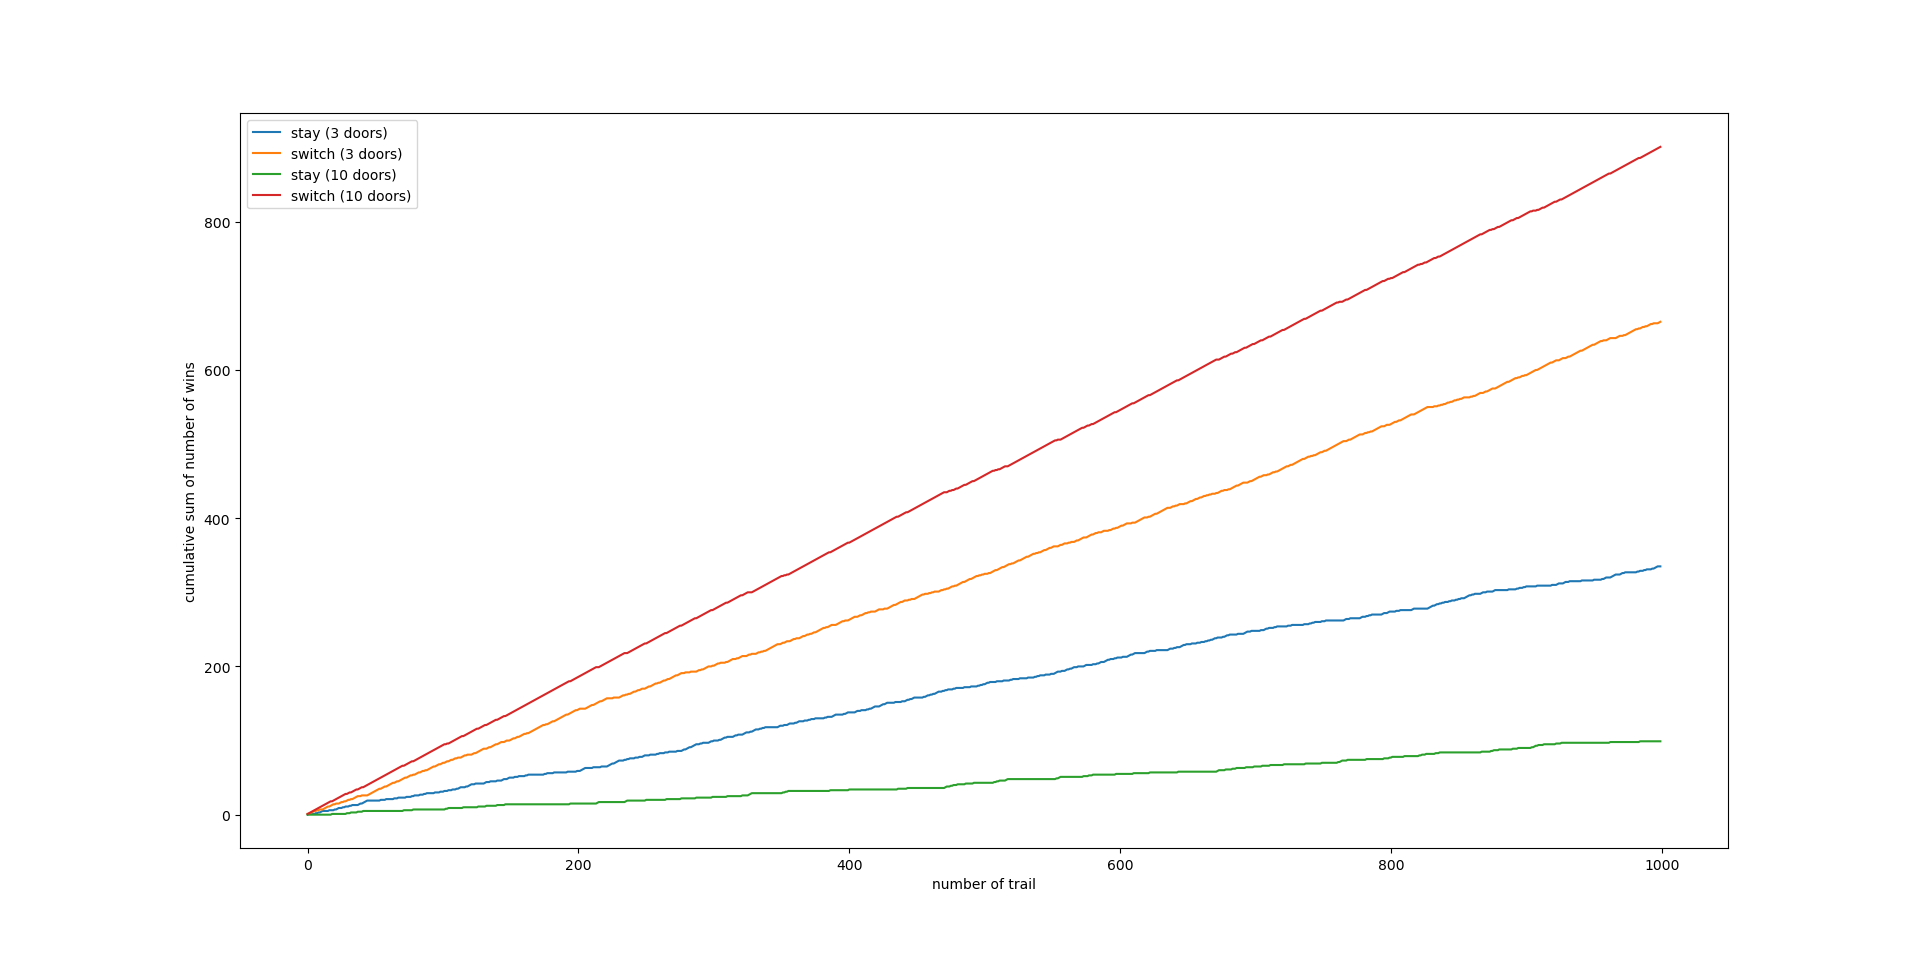 stay (3 doors)
switch (3 doors)
stay (10 doors)
switch (10 doors)
800
600
400
200
0
cumulative sum of number of wins
0 200 400 600 800 1000
number of trail